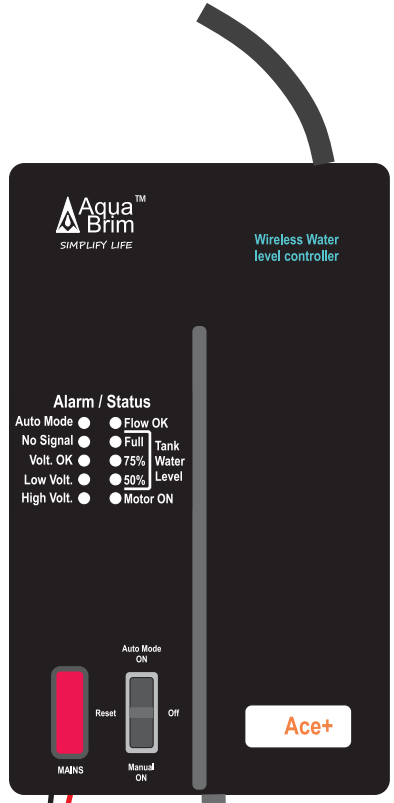 Aqua™
Brim
SIMPLIFY LIFE
Wireless Water
level controller
Alarm / Status
Auto Mode
Flow OK
No Signal
Full
Volt. OK
75%
Low Volt.
50%
High Volt.
Motor ON
Tank
Water
Level
Auto Mode
ON
Reset
Off
Manual
ON
MAINS
Ace+